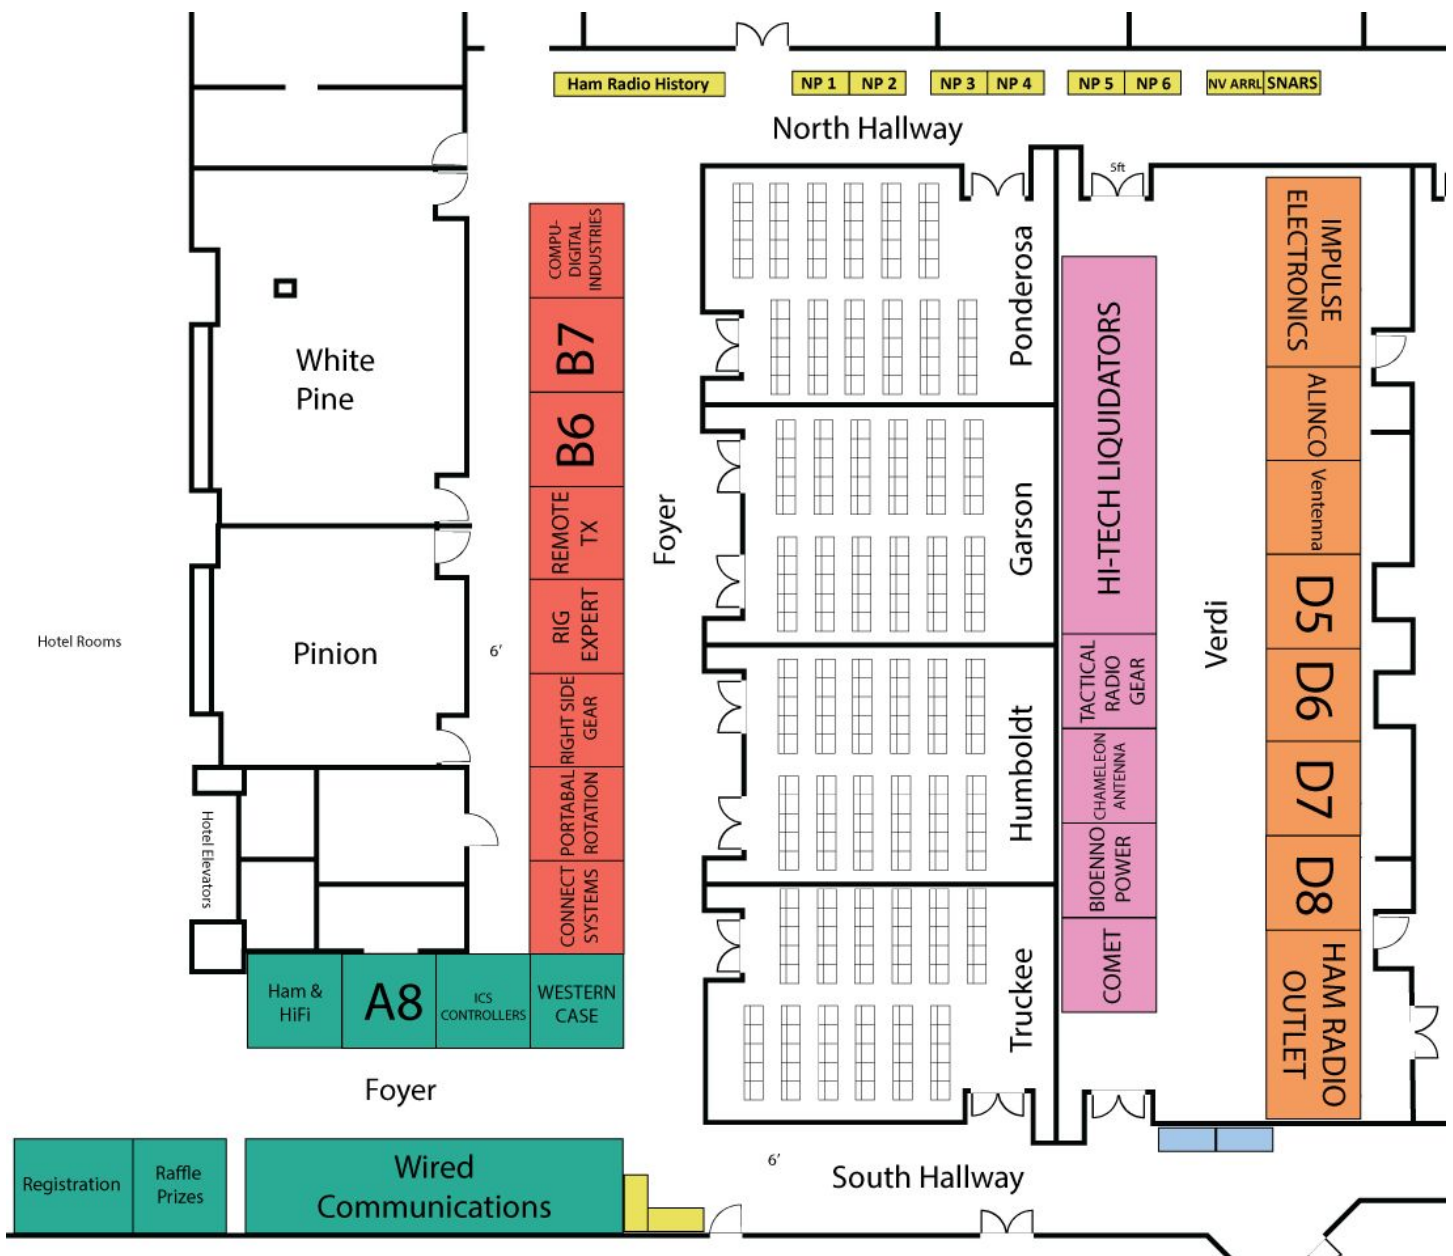 Ham Radio History
NP 1
NP 2
NP 3
NP 4
NP 5
NP 6
NV ARRL
SNARS
North Hallway
5ft
COMPU-
DIGITAL
INDUSTRIES
B7
B6
REMOTE
TX
RIG
EXPERT
RIGHT SIDE
GEAR
PORTABAL
ROTATION
CONNECT
SYSTEMS
White
Pine
Pinion
Hotel Rooms
6'
Hotel Elevators
Foyer
Ponderosa
Garson
Humboldt
Truckee
HI-TECH LIQUIDATORS
TACTICAL
RADIO
GEAR
CHAMELEON
ANTENNA
BIOENNO
POWER
COMET
Verdi
IMPULSE
ELECTRONICS
ALINCO
Ventenna
D5
D6
D7
D8
HAM RADIO
OUTLET
Ham &
HiFi
A8
ICS
CONTROLLERS
WESTERN
CASE
Foyer
Registration
Raffle
Prizes
Wired
Communications
6'
South Hallway